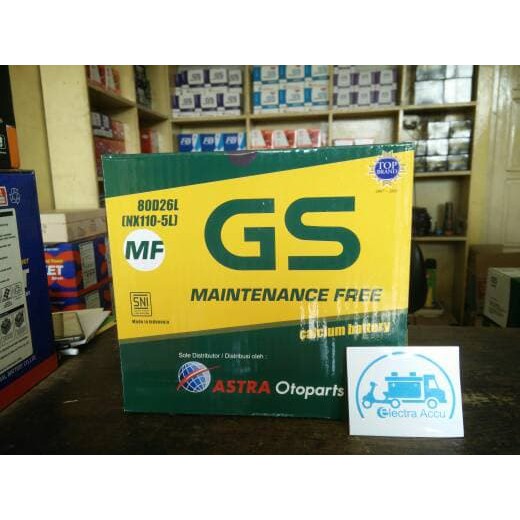 80D26L
(NX110-5L)
MF
GS
TOP
BRAND
MAINTENANCE FREE
calcium battery
SNI
Made in Indonesia
Sole Distributor / Distribusi oleh :
ASTRA Otoparts
electra Accu